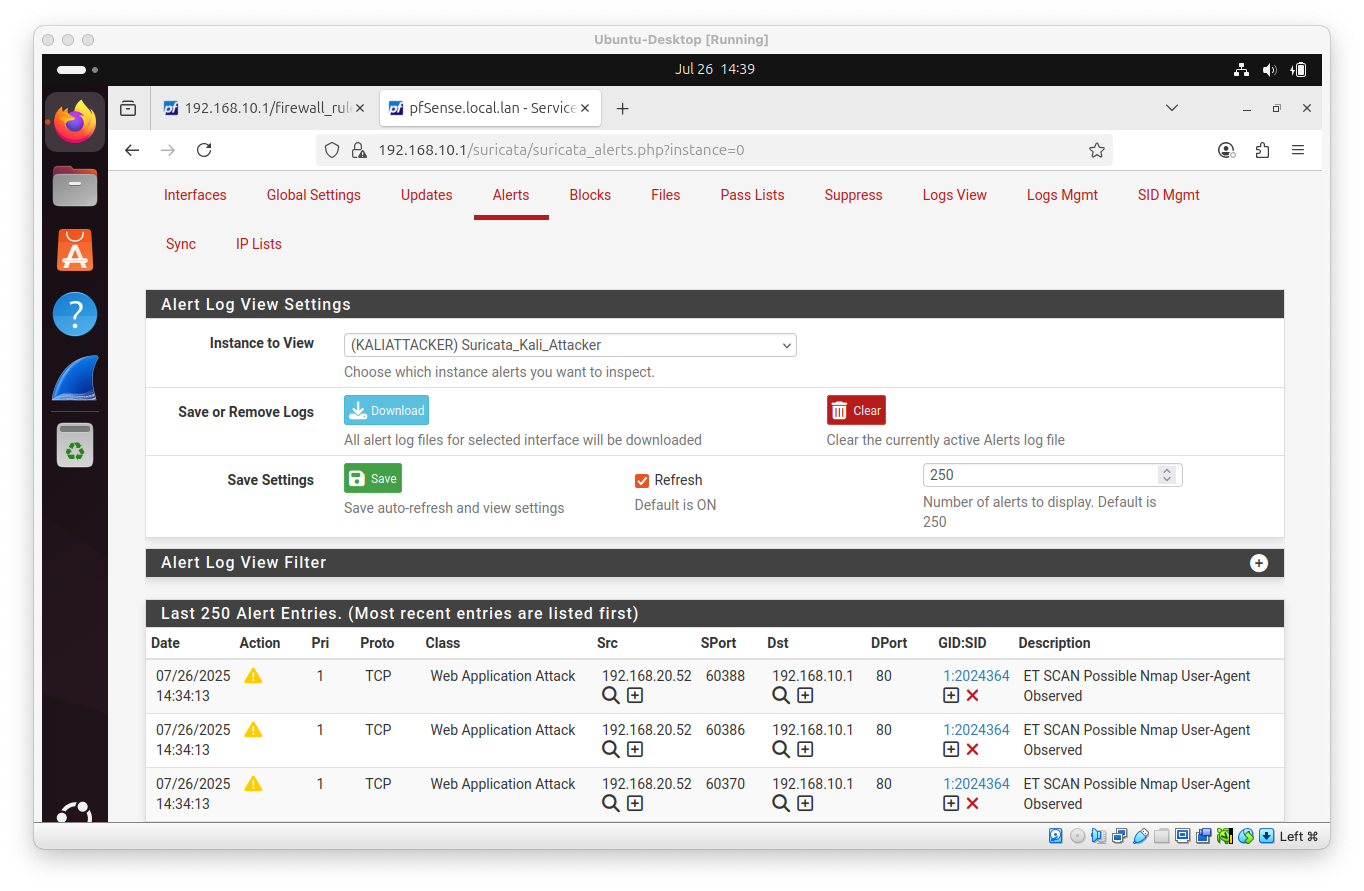 Ubuntu-Desktop [Running]
Jul 26 14:39
192.168.10.1/firewall_rul
pfSense.local.lan - Service
192.168.10.1/suricata/suricata_alerts.php?instance=0
Interfaces Global Settings Updates Alerts Blocks Files Pass Lists Suppress Logs View Logs Mgmt SID Mgmt
Sync IP Lists
Alert Log View Settings
Instance to View (KALIATTACKER) Suricata_Kali_Attacker
Choose which instance alerts you want to inspect.
Save or Remove Logs Download Clear
All alert log files for selected interface will be downloaded Clear the currently active Alerts log file
Save Settings Save Refresh 250
Save auto-refresh and view settings Default is ON Number of alerts to display. Default is
250
Alert Log View Filter
Last 250 Alert Entries. (Most recent entries are listed first)
Date Action Pri Proto Class Src SPort Dst DPort GID:SID Description
07/26/2025 1 TCP Web Application Attack 192.168.20.52 60388 192.168.10.1 80 1:2024364 ET SCAN Possible Nmap User-Agent
14:34:13 Observed
07/26/2025 1 TCP Web Application Attack 192.168.20.52 60386 192.168.10.1 80 1:2024364 ET SCAN Possible Nmap User-Agent
14:34:13 Observed
07/26/2025 1 TCP Web Application Attack 192.168.20.52 60370 192.168.10.1 80 1:2024364 ET SCAN Possible Nmap User-Agent
14:34:13 Observed
Left ⌘